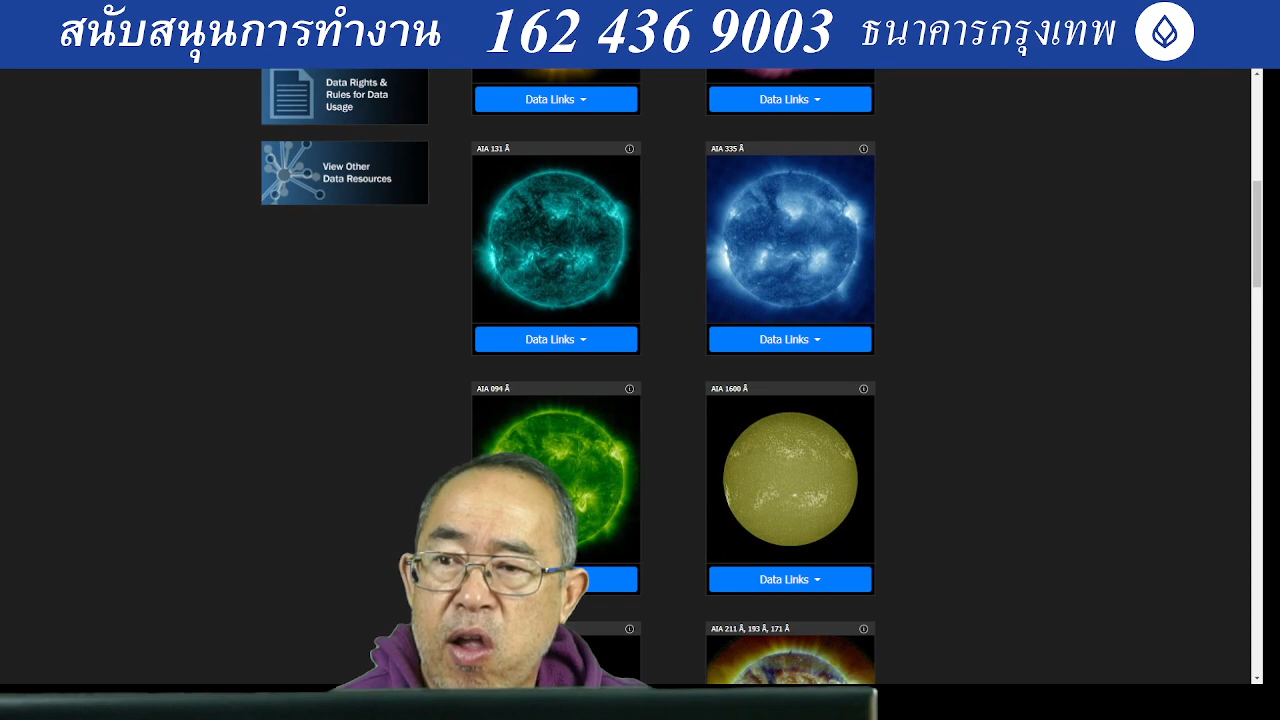 สนับสนุนการทำงาน 162 436 9003 ธนาคารกรุงเทพ
Data Rights &
Rules for Data
Usage
View Other
Data Resources
Data Links
Data Links
AIA 131 Å
AIA 335 Å
Data Links
Data Links
AIA 094 Å
AIA 1600 Å
Data Links
AIA 211 Å, 193 Å, 171 Å